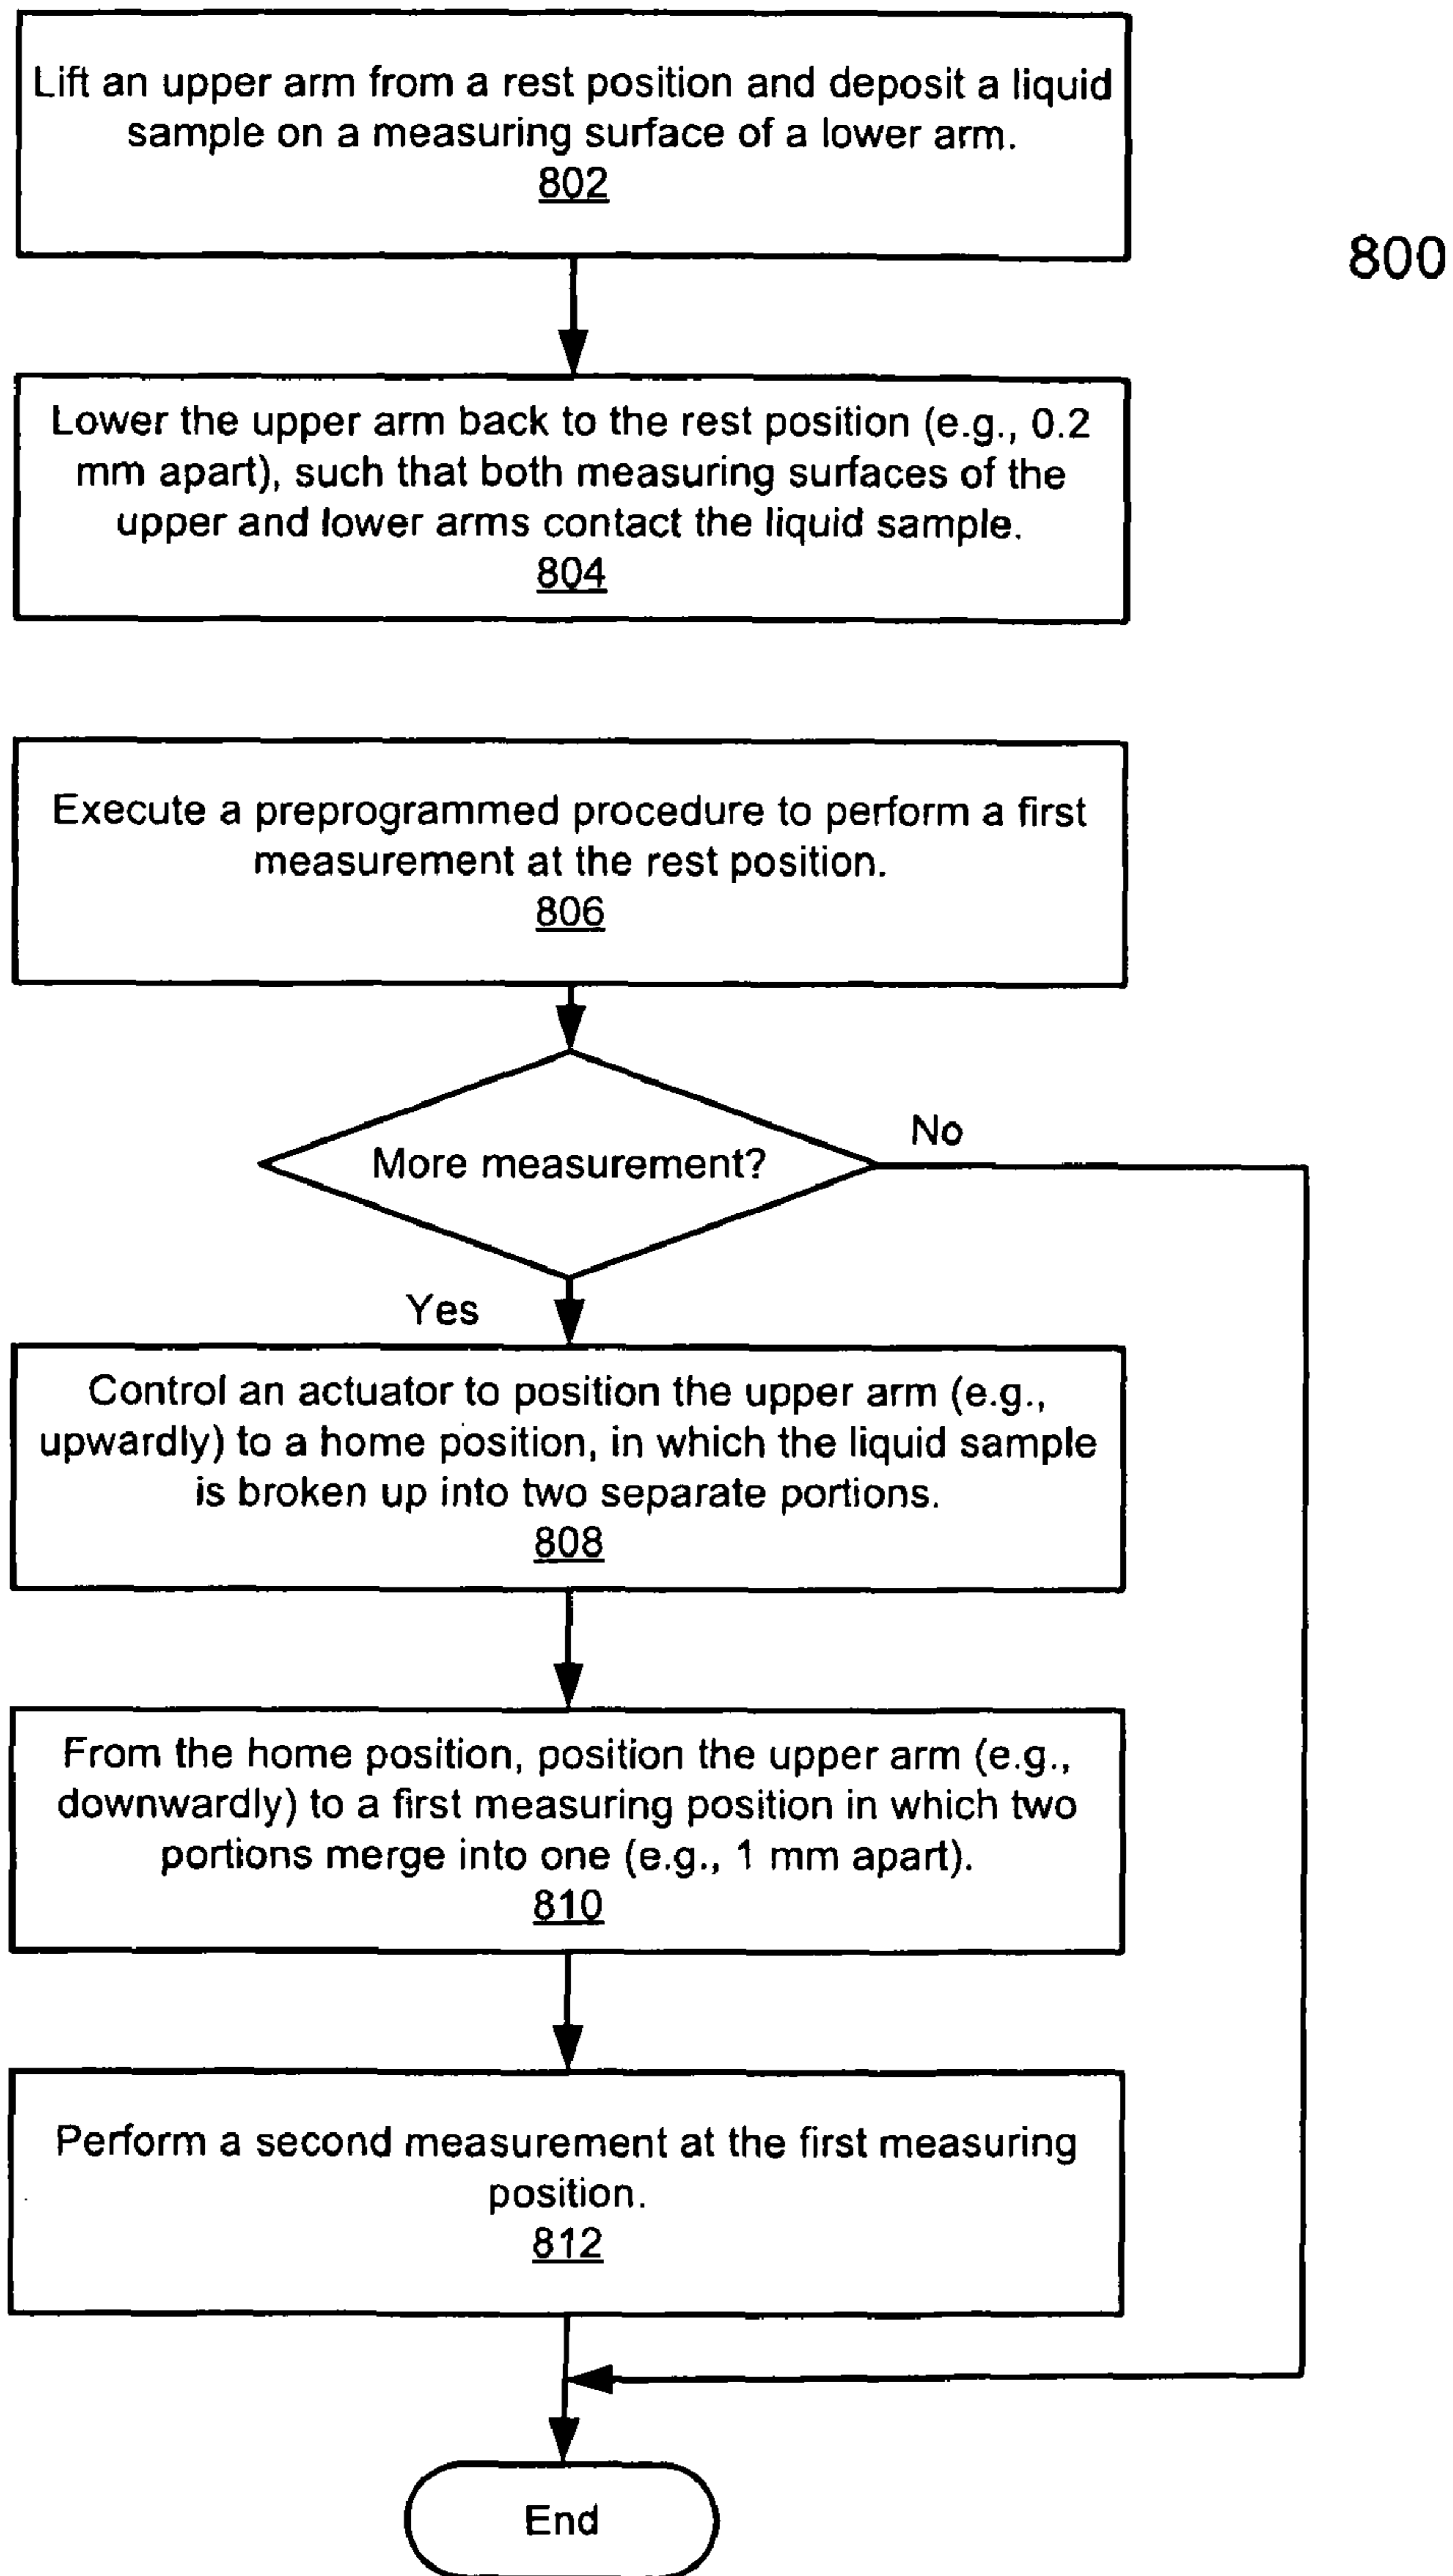 Lift an upper arm from a rest position and deposit a liquid
sample on a measuring surface of a lower arm.
802
800
Lower the upper arm back to the rest position (e.g., 0.2
mm apart), such that both measuring surfaces of the
upper and lower arms contact the liquid sample.
804
Execute a preprogrammed procedure to perform a first
measurement at the rest position.
806
More measurement?
No
Yes
Control an actuator to position the upper arm (e.g.,
upwardly) to a home position, in which the liquid sample
is broken up into two separate portions.
808
From the home position, position the upper arm (e.g.,
downwardly) to a first measuring position in which two
portions merge into one (e.g., 1 mm apart).
810
Perform a second measurement at the first measuring
position.
812
End